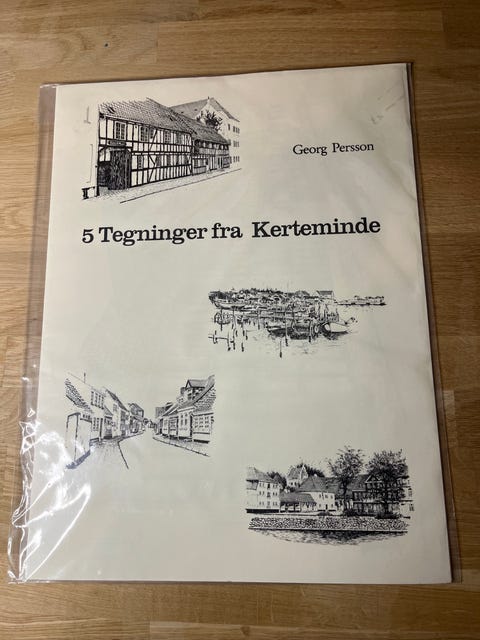 Georg Persson
5 Tegninger fra Kerteminde